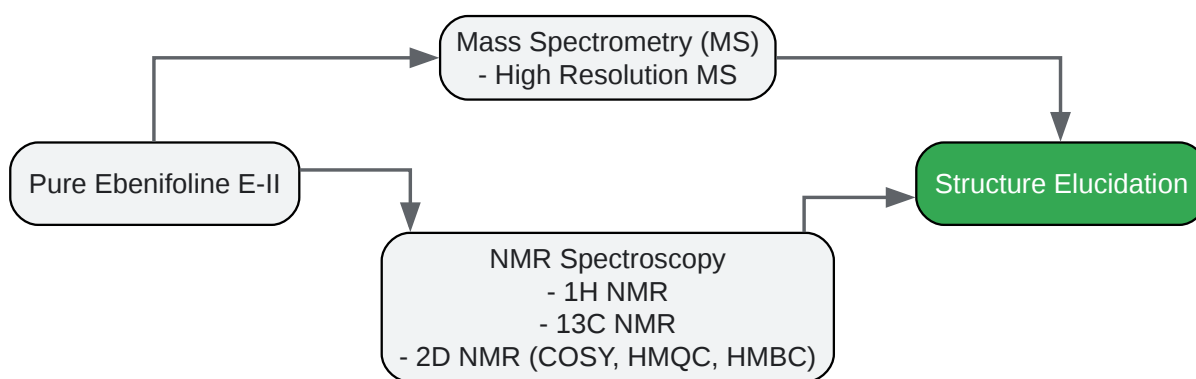 Mass Spectrometry (MS)
- High Resolution MS
Pure Ebenifoline E-II
Structure Elucidation
NMR Spectroscopy
- 1H NMR
- 13C NMR
- 2D NMR (COSY, HMQC, HMBC)